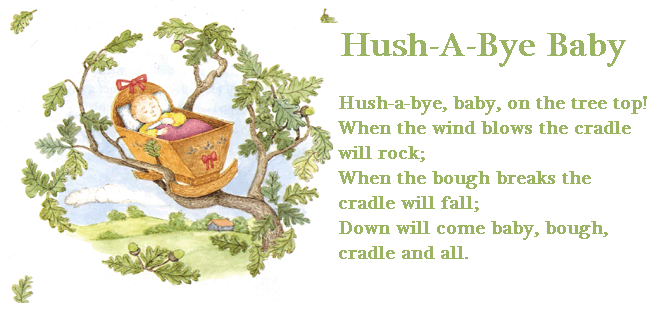 Hush-A-Bye Baby
Hush-a-bye, baby, on the tree top!
When the wind blows the cradle
will rock;
When the bough breaks the
cradle will fall;
Down will come baby, bough,
cradle and all.